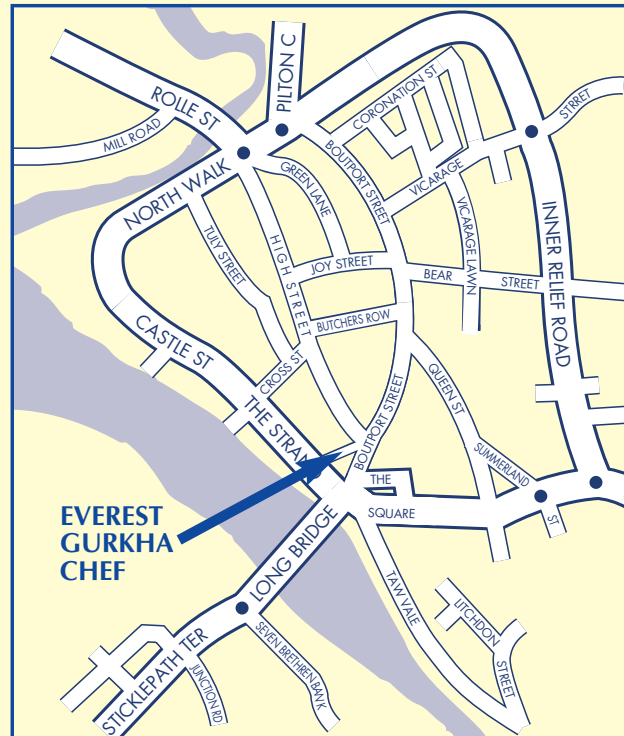 ROLLE ST
PILTON C
CORONATION ST
STRRET
MILL ROAD
BOUTPORT STREET
VICARAGE
GREEN LANE
NORTH WALK
VICARAGE LAWN
TULY STREET
HIGH STREET
INNER RELIEF ROAD
JOY STREET
BEAR
STREET
BUTCHERS ROW
CASTLE ST
CROSS ST
QUEEN ST
THE STRAN
BOUTPORT STREET
SUMMERLAND
ST
THE
SQUARE
EVEREST
GURKHA
CHEF
LONG BRIDGE
TAW VALE
LITCHDON
STREET
SEVEN BRETHREN BANK
JUNCTION RD
STICKLEPATH TER